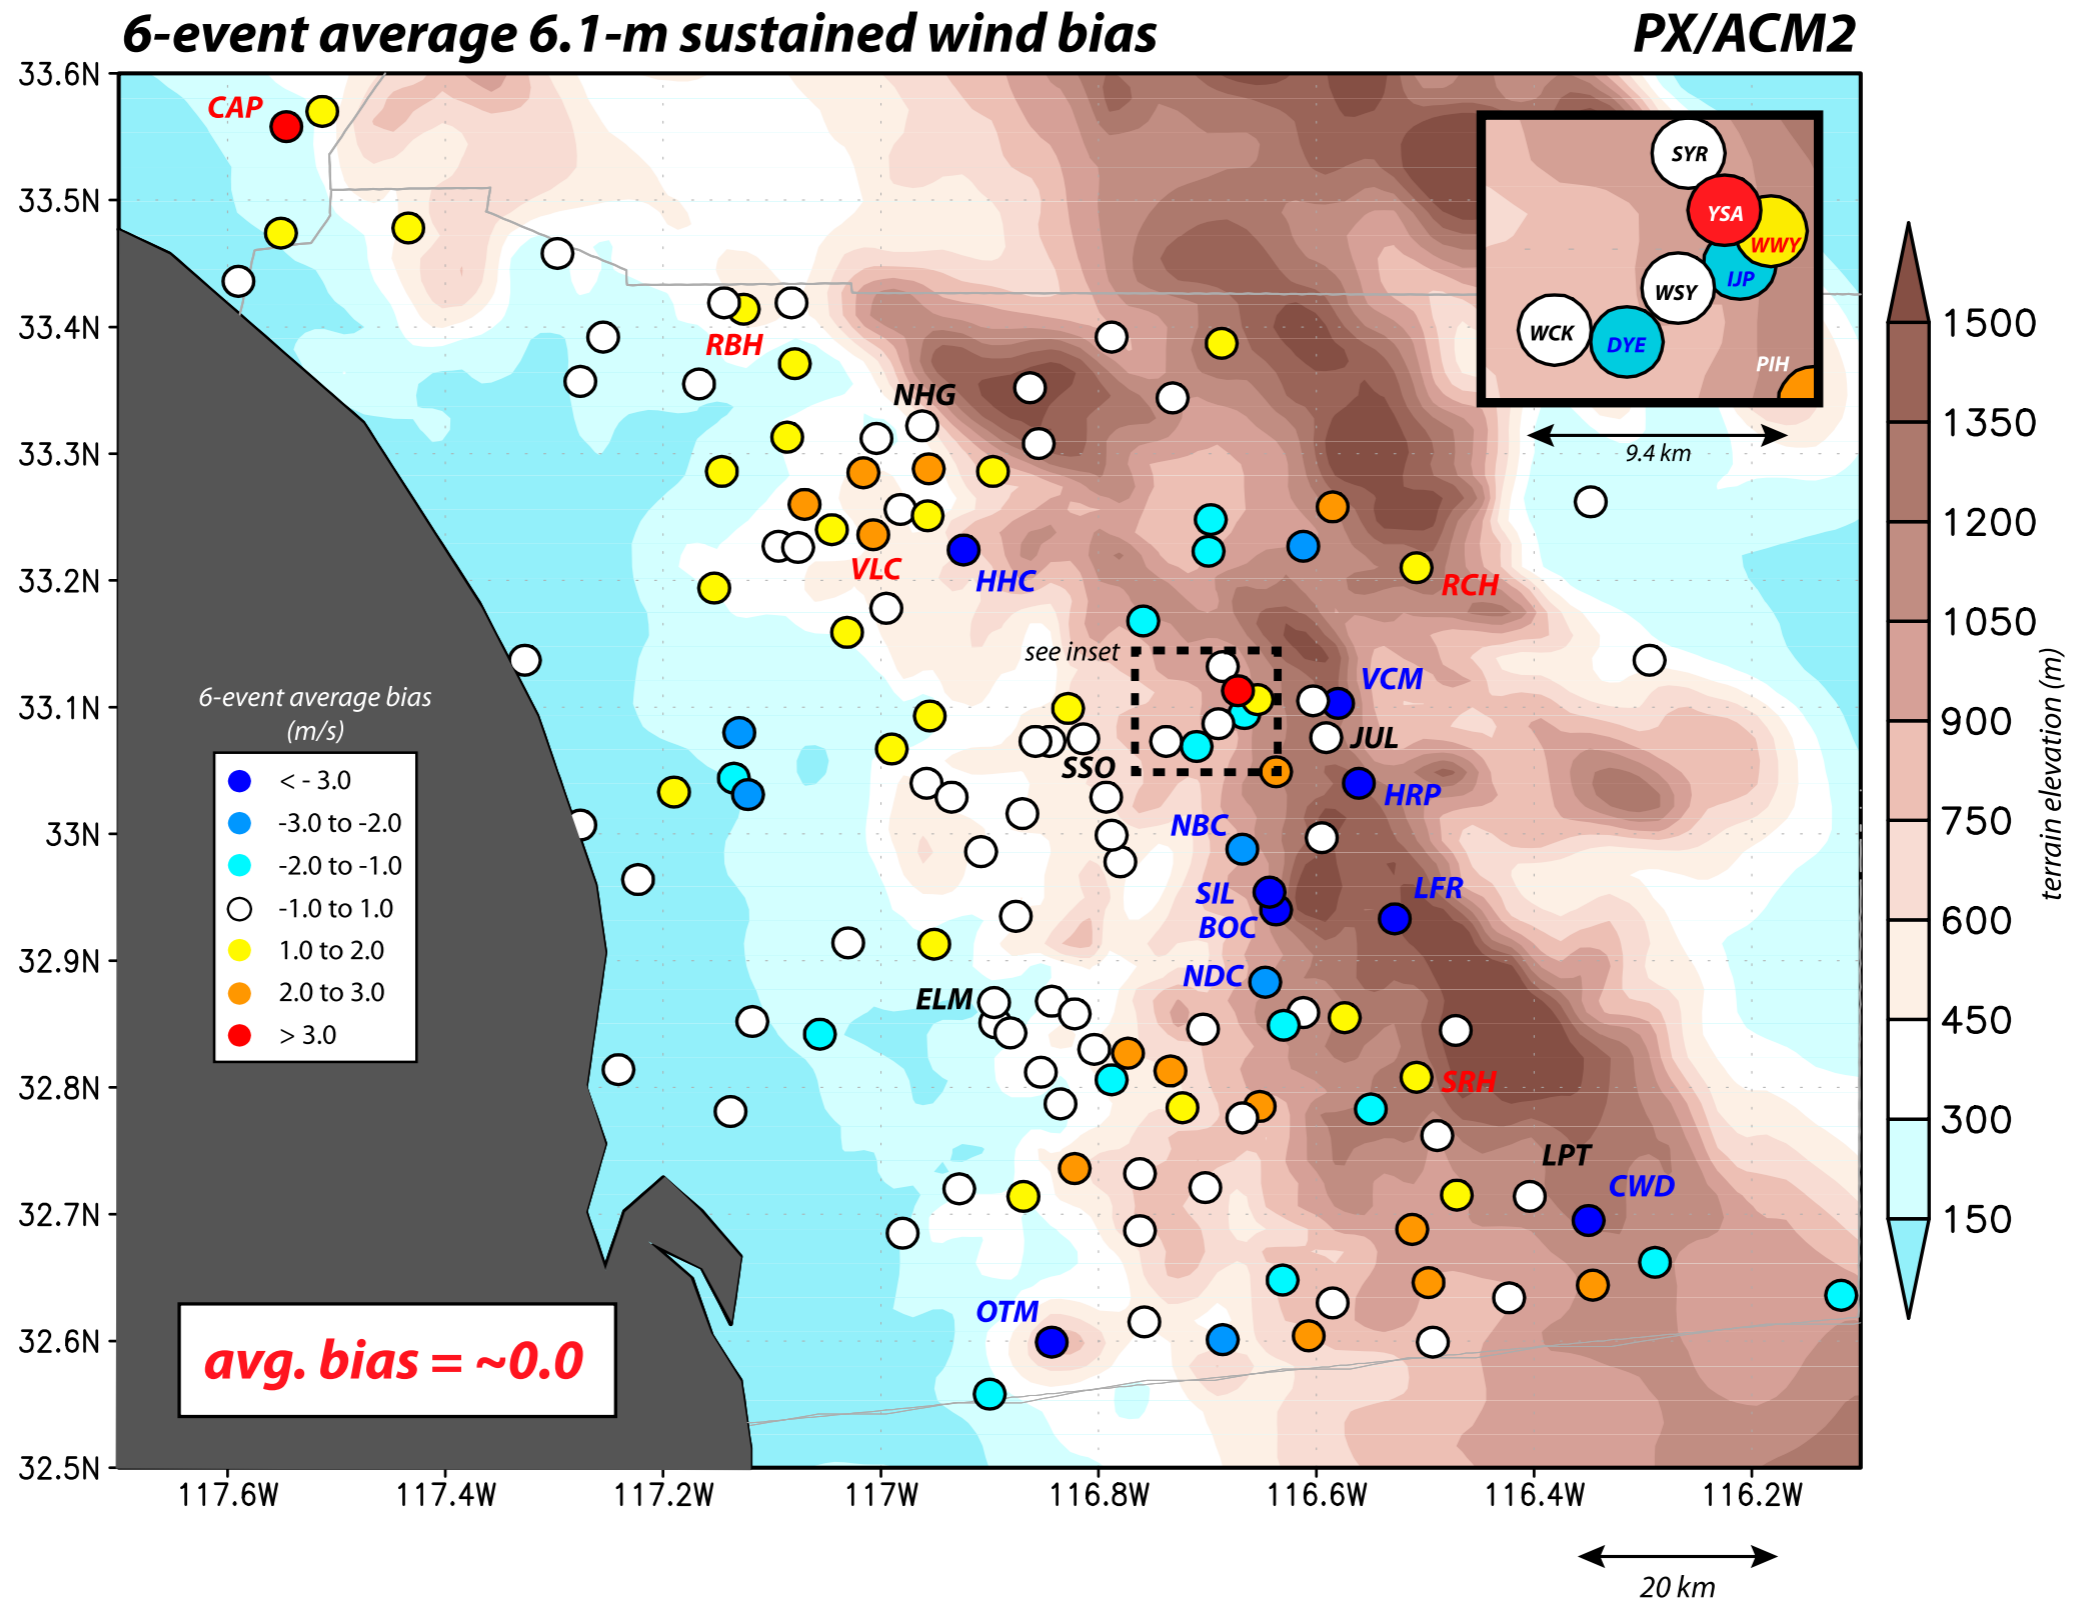 6-event average 6.1-m sustained wind bias
PX/ACM2
33.6N
33.5N
33.4N
33.3N
33.2N
33.1N
33N
32.9N
32.8N
32.7N
32.6N
32.5N
117.6W
117.4W
117.2W
117W
116.8W
116.6W
116.4W
116.2W
CAP
RBH
NHG
VLC
HHC
RCH
see inset
VCM
JUL
SSO
HRP
NBC
SIL
LFR
BOC
NDC
ELM
SRH
LPT
CWD
OTM
SYR
YSA
WWY
IJP
WSY
WCK
DYE
PIH
9.4 km
6-event average bias
(m/s)
< - 3.0
-3.0 to -2.0
-2.0 to -1.0
-1.0 to 1.0
1.0 to 2.0
2.0 to 3.0
> 3.0
avg. bias = ~0.0
1500
1350
1200
1050
900
750
600
450
300
150
terrain elevation (m)
20 km